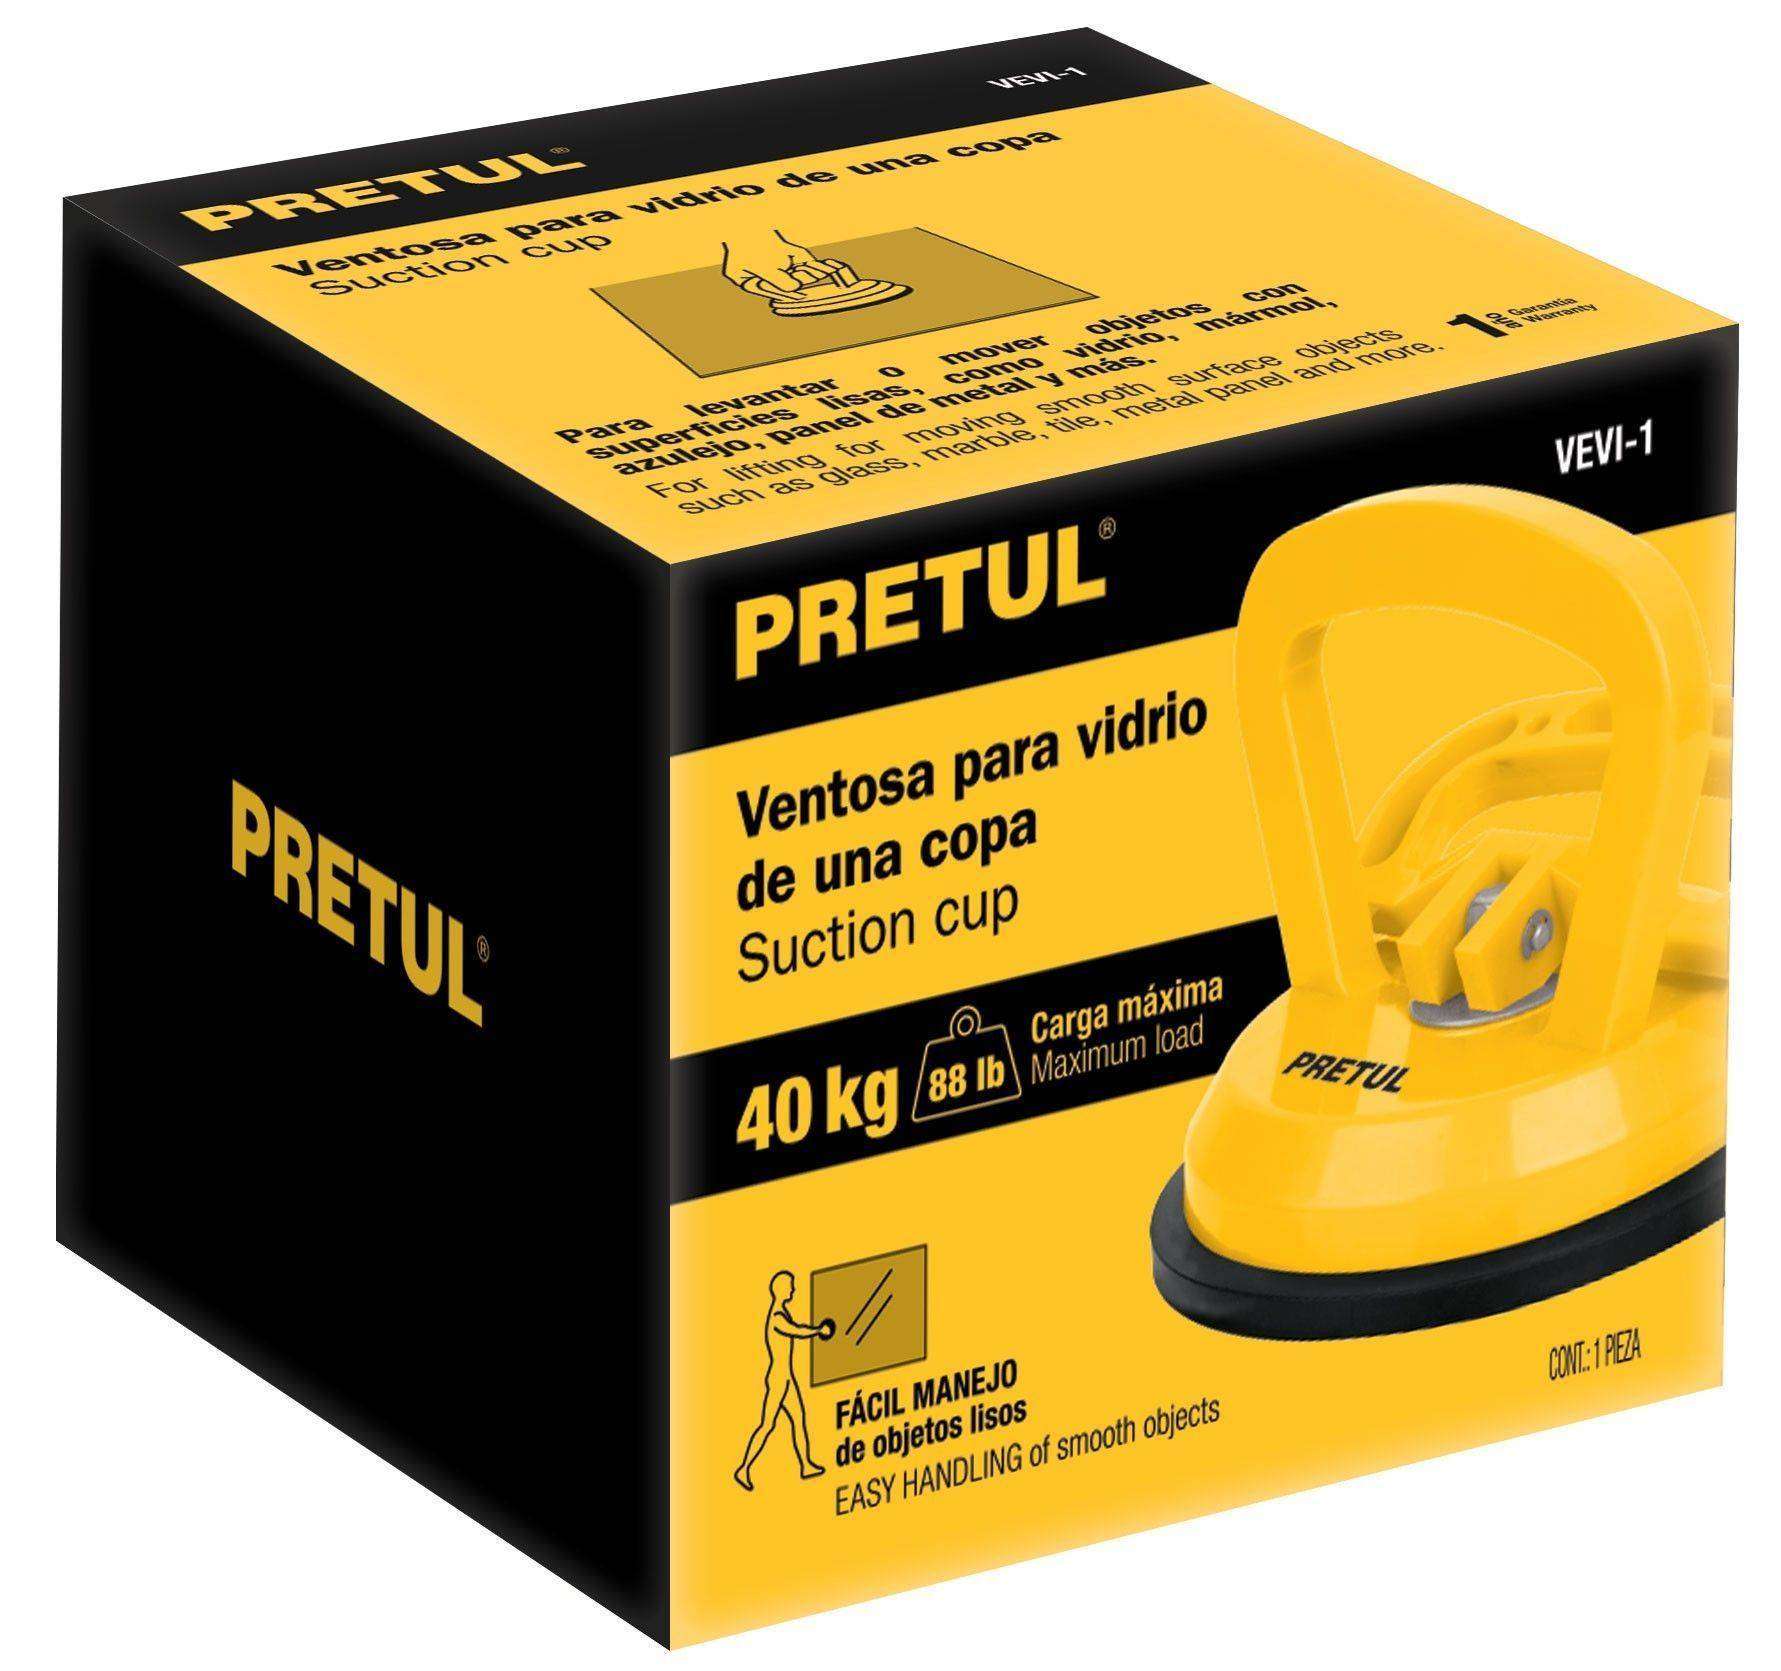 PRETUL®
VEVI-1
Ventosa para vidrio de una copa
Suction cup
Para levantar o mover objetos con
superficies lisas, como vidrio, mármol,
azulejo, panel de metal y más.
For lifting for moving smooth surface objects
such as glass, marble, tile, metal panel and more.
1 año
Garantía
Warranty
PRETUL®
PRETUL®
VEVI-1
Ventosa para vidrio
de una copa
Suction cup
40 kg
88 lb
Carga máxima
Maximum load
PRETUL
FÁCIL MANEJO
de objetos lisos
EASY HANDLING of smooth objects
CONT.: 1 PIEZA